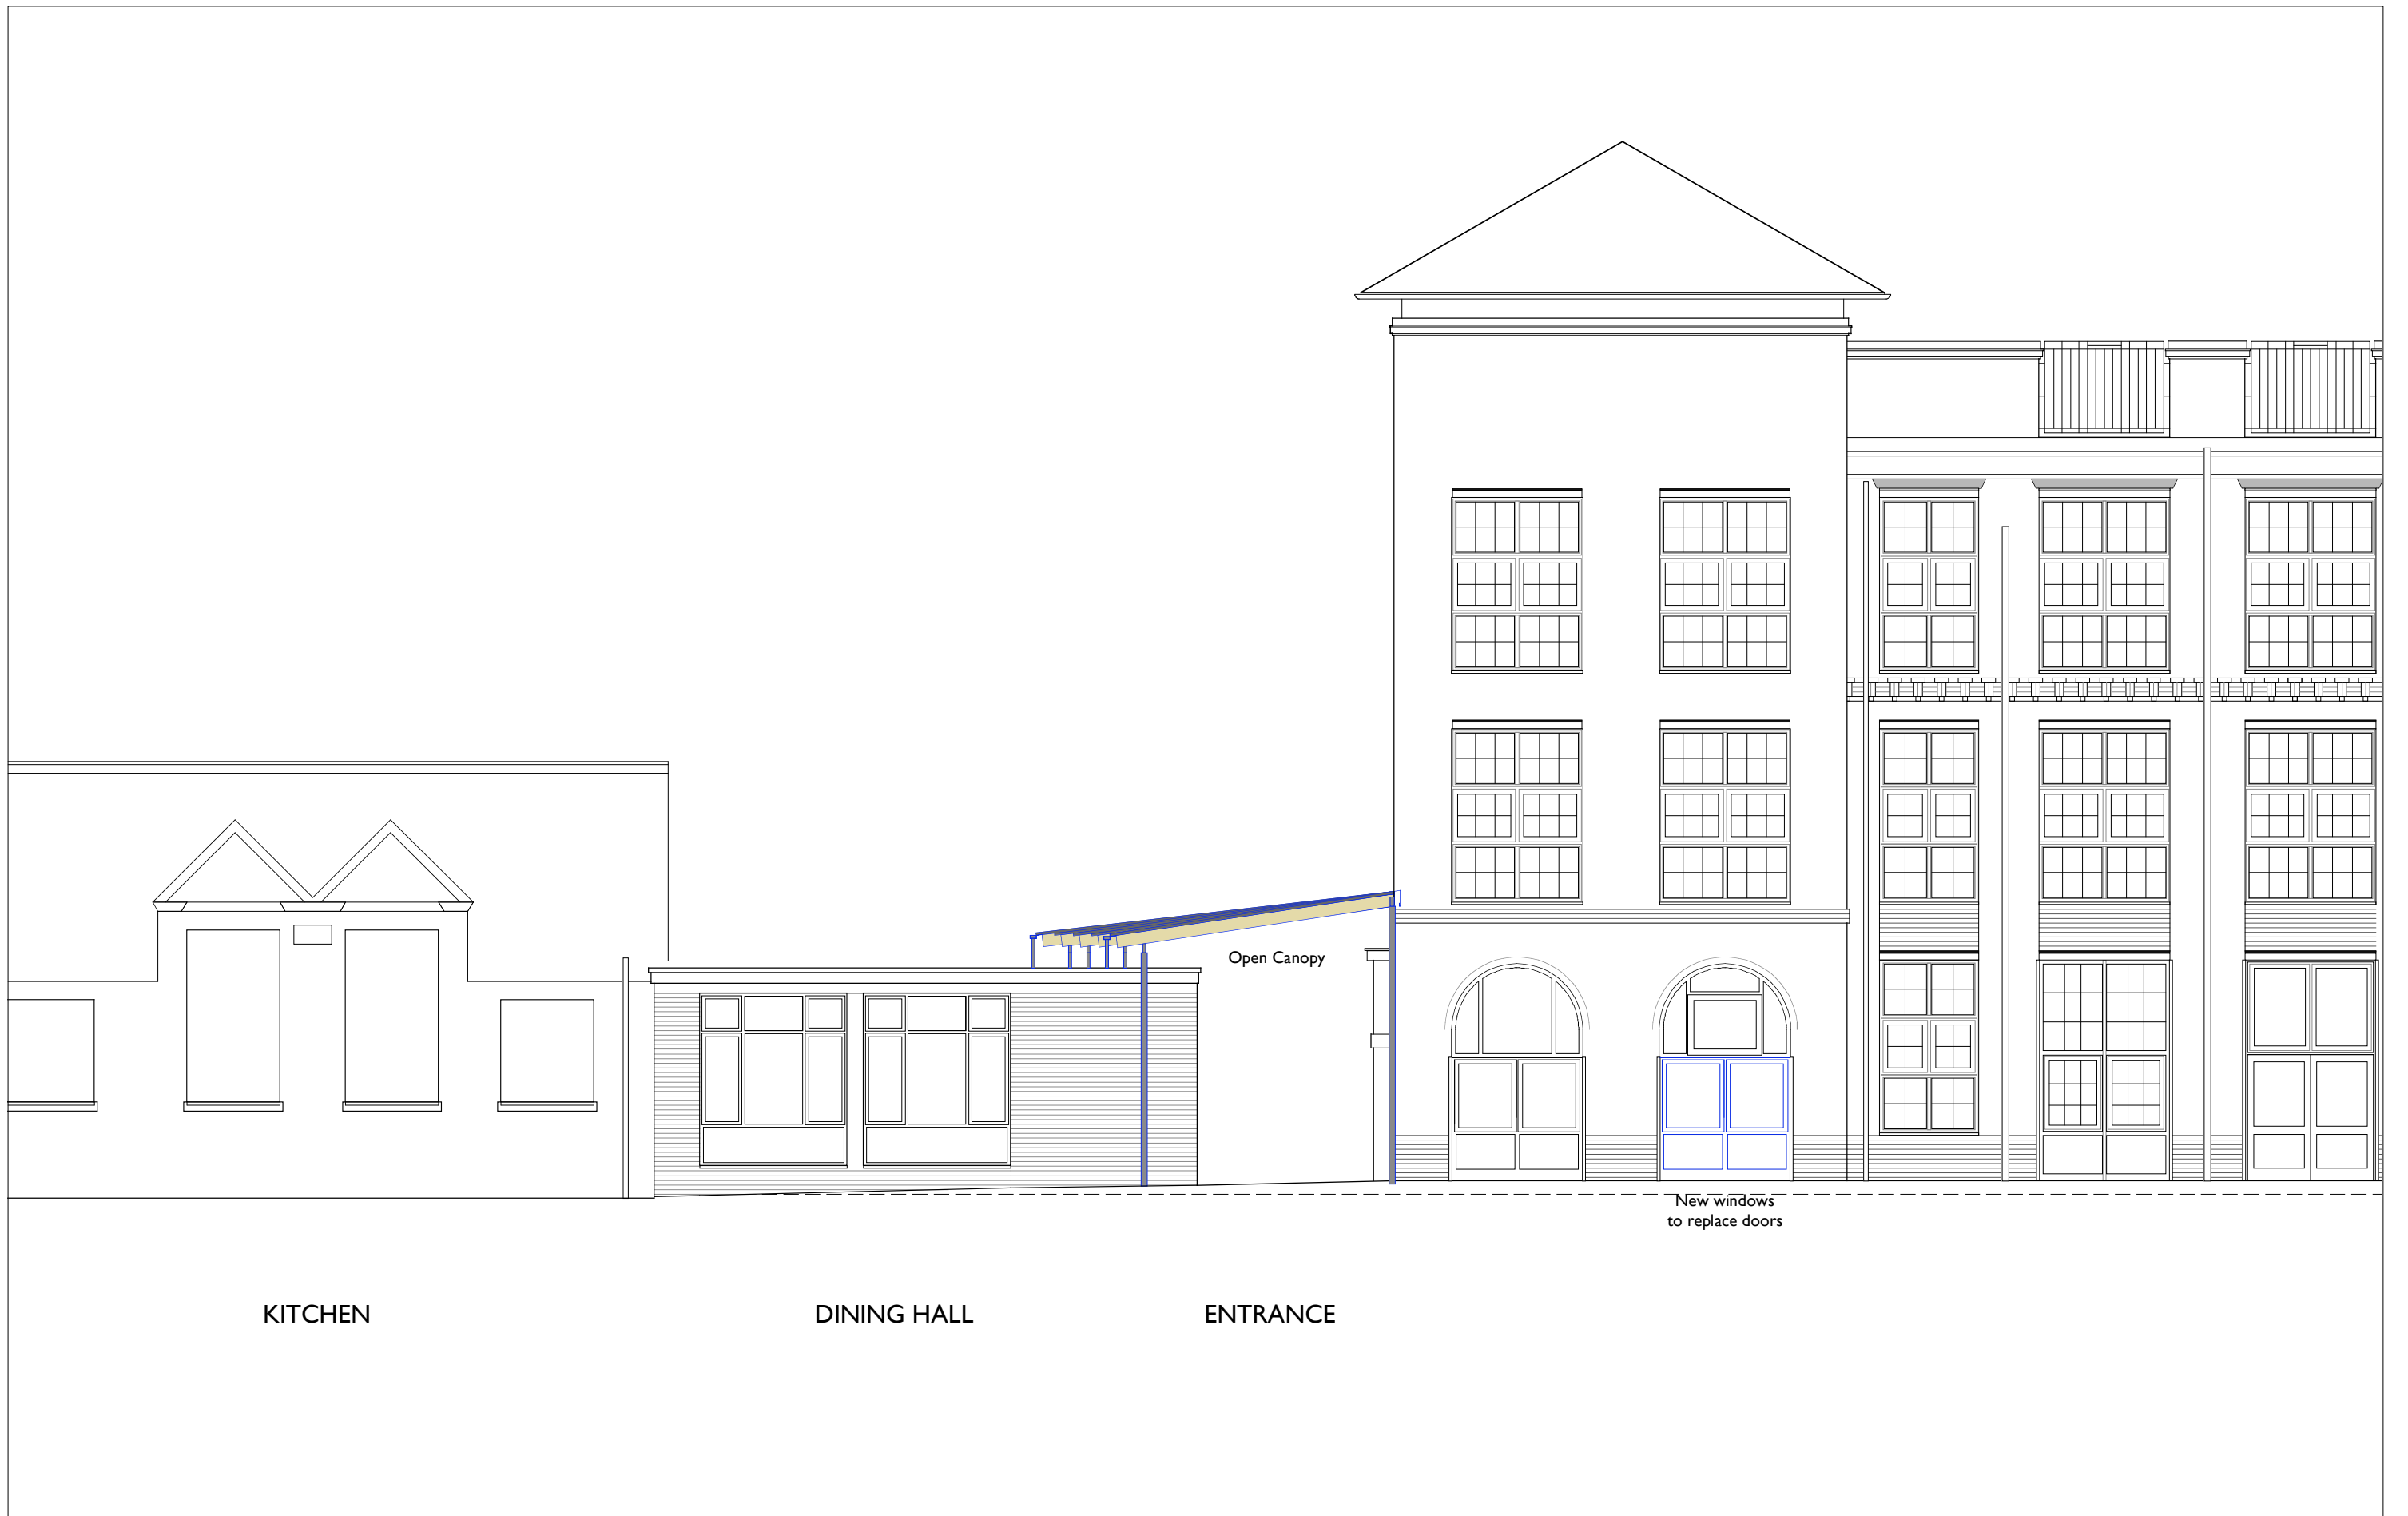 Open Canopy
New windows
to replace doors
KITCHEN
DINING HALL
ENTRANCE